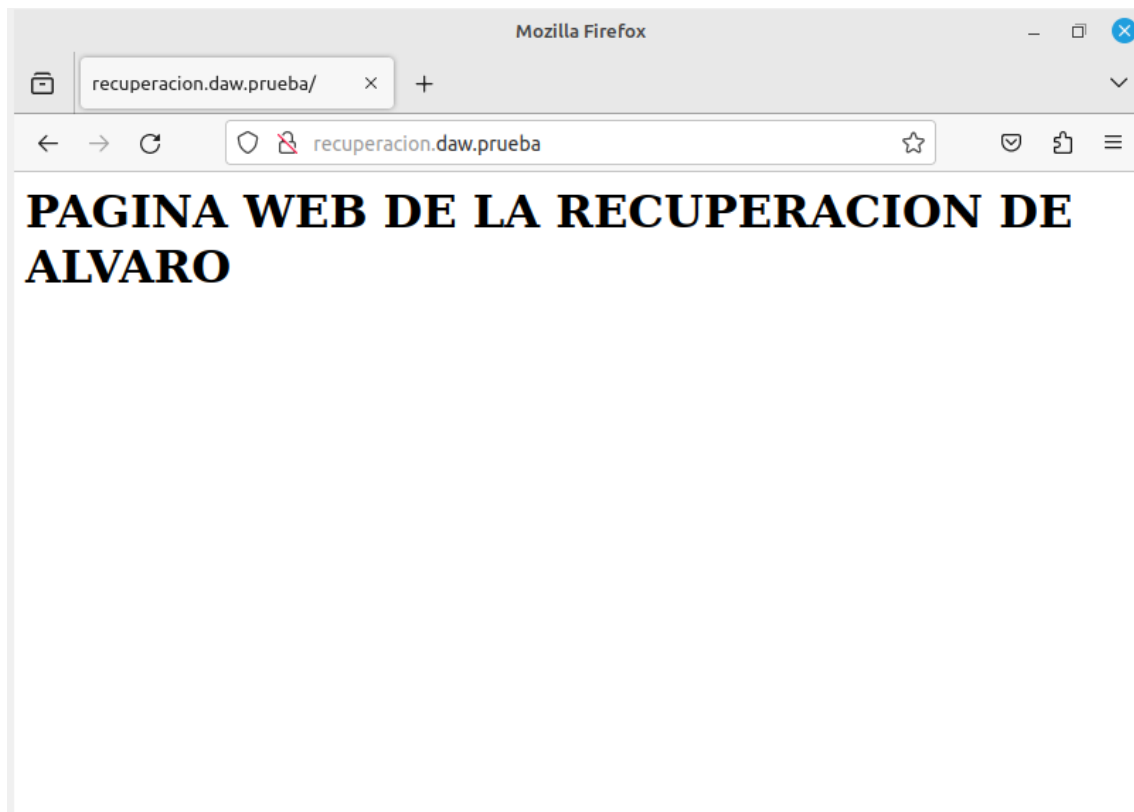 Mozilla Firefox
recuperacion.daw.prueba/
recuperacion.daw.prueba
PAGINA WEB DE LA RECUPERACION DE
ALVARO